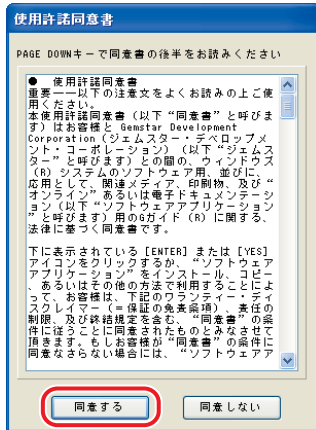 使用許諾同意書
PAGE DOWNキーで同意書の後半をお読みください
● 使用許諾同意書
重要――以下の注意文をよくお読みの上ご使
用ください。
本使用許諾同意書（以下“同意書”と呼びま
す）はお客様と Gemstar Development
Corporation（ジェムスター・デベロップメ
ント・コーポレーション）（以下“ジェムス
ター”と呼びます）との間の、ウィンドウズ
（R）システムのソフトウェア用、並びに、
応用として、関連メディア、印刷物、及び“
オンライン”あるいは電子ドキュメンテーシ
ョン（以下“ソフトウェアアプリケーション
”と呼びます）用のGガイド（R）に関する、
法律に基づく同意書です。
下に表示されている［ENTER］または［YES］
アイコンをクリックするか、“ソフトウェア
アプリケーション”をインストール、コピー
、あるいはその他の方法で利用することによ
って、お客様は、下記のワランティー・ディ
スクレイマー（＝保証の免責条項）、責任の
制限、及び終結規定を含む、“同意書”の条
件に従うことに同意されたものとみなさせて
頂きます。もしお客様が“同意書”の条件に
同意なさらない場合には、“ソフトウェアア
同意する
同意しない